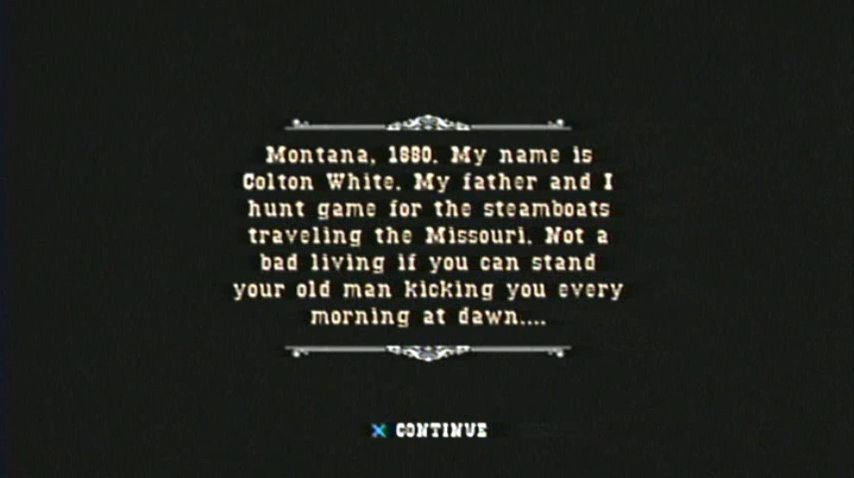 Montana, 1880. My name is
Colton White. My father and I
hunt game for the steamboats
traveling the Missouri. Not a
bad living if you can stand
your old man kicking you every
morning at dawn....
CONTINUE